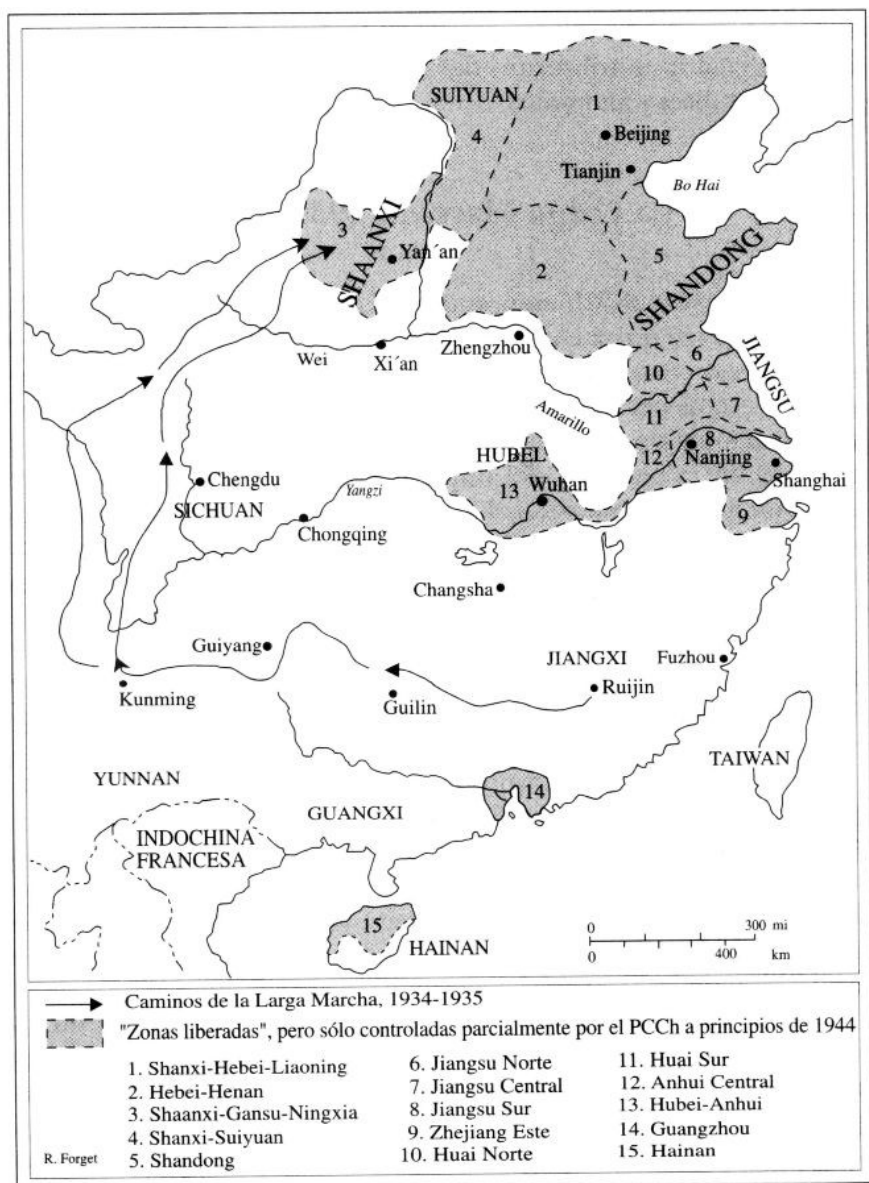 SUIYUAN
1
4
Beijing
Tianjin
Bo Hai
3
SHAANXI
Yan´an
2
5
SHANDONG
Wei
Xi´an
Zhengzhou
10
6
JIANGSU
Amarillo
11
7
HUBEL
12
8
Nanjing
Shanghai
Chengdu
SICHUAN
Yangzi
13
Wuhan
9
Chongqing
Changsha
Guiyang
JIANGXI
Fuzhou
Kunming
Guilin
Ruijin
TAIWAN
YUNNAN
14
GUANGXI
INDOCHINA
FRANCESA
15
HAINAN
0 300 mi
0 400 km
Caminos de la Larga Marcha, 1934-1935
"Zonas liberadas", pero sólo controladas parcialmente por el PCCh a principios de 1944
1. Shanxi-Hebei-Liaoning
2. Hebei-Henan
3. Shaanxi-Gansu-Ningxia
4. Shanxi-Suiyuan
5. Shandong
6. Jiangsu Norte
7. Jiangsu Central
8. Jiangsu Sur
9. Zhejiang Este
10. Huai Norte
11. Huai Sur
12. Anhui Central
13. Hubei-Anhui
14. Guangzhou
15. Hainan
R. Forget